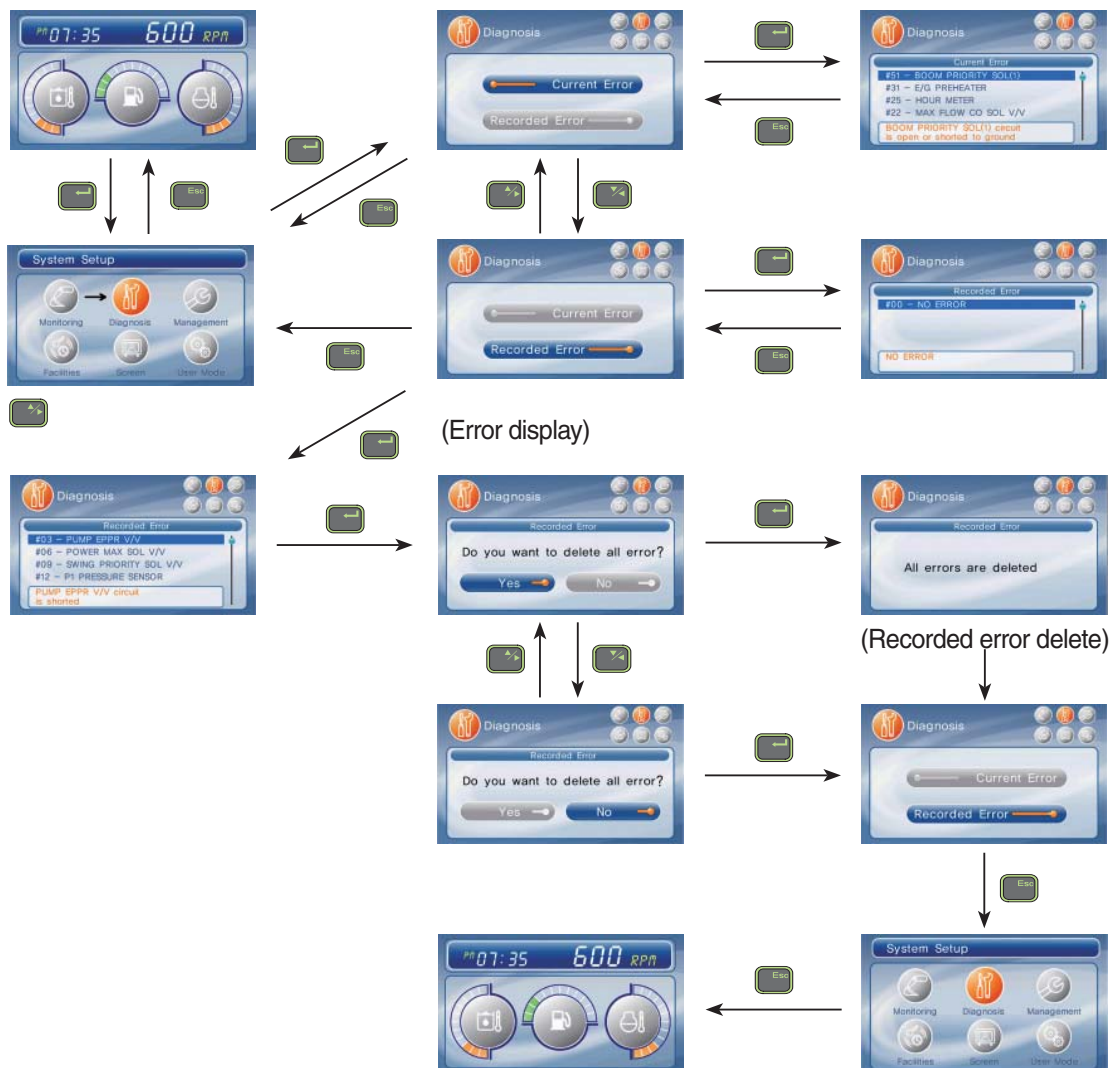 PM 07:35 600 RPM
Diagnosis
Current Error
Recorded Error
Diagnosis
Current Error
#51 - BOOM PRIORITY SOL(1)
#31 - E/G PREHEATER
#25 - HOUR METER
#22 - MAX FLOW CO SOL V/V
BOOM PRIORITY SOL(1) circuit
is open or shorted to ground
Esc
Esc
Esc
System Setup
Monitoring Diagnosis Management
Facilities Screen User Mode
Esc
Diagnosis
Current Error
Recorded Error
Esc
Diagnosis
Recorded Error
#00 - NO ERROR
NO ERROR
(Error display)
Diagnosis
Recorded Error
#03 - PUMP EPPR V/V
#06 - POWER MAX SOL V/V
#09 - SWING PRIORITY SOL V/V
#12 - P1 PRESSURE SENSOR
PUMP EPPR V/V circuit
is shorted
Diagnosis
Recorded Error
Do you want to delete all error?
Yes No
Diagnosis
Recorded Error
All errors are deleted
(Recorded error delete)
Diagnosis
Recorded Error
Do you want to delete all error?
Yes No
Diagnosis
Current Error
Recorded Error
Esc
PM 07:35 600 RPM
Esc
System Setup
Monitoring Diagnosis Management
Facilities Screen User Mode